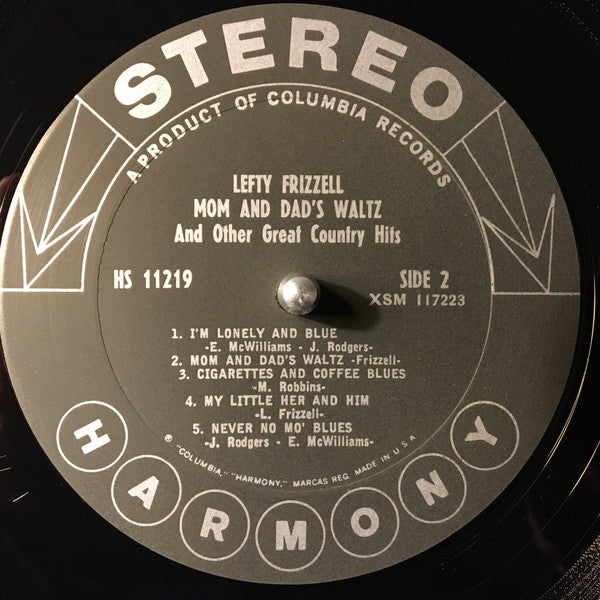 STEREO
A PRODUCT OF COLUMBIA RECORDS
LEFTY FRIZZELL
MOM AND DAD'S WALTZ
And Other Great Country Hits
HS 11219
SIDE 2
XSM 117223
1. I'M LONELY AND BLUE
-E. McWilliams - J. Rodgers-
2. MOM AND DAD'S WALTZ -Frizzell-
3. CIGARETTES AND COFFEE BLUES
-M. Robbins-
4. MY LITTLE HER AND HIM
-L. Frizzell-
5. NEVER NO MO' BLUES
-J. Rodgers - E. McWilliams-
℗ "COLUMBIA," "HARMONY," MARCAS REG. MADE IN U.S.A
HARMONY